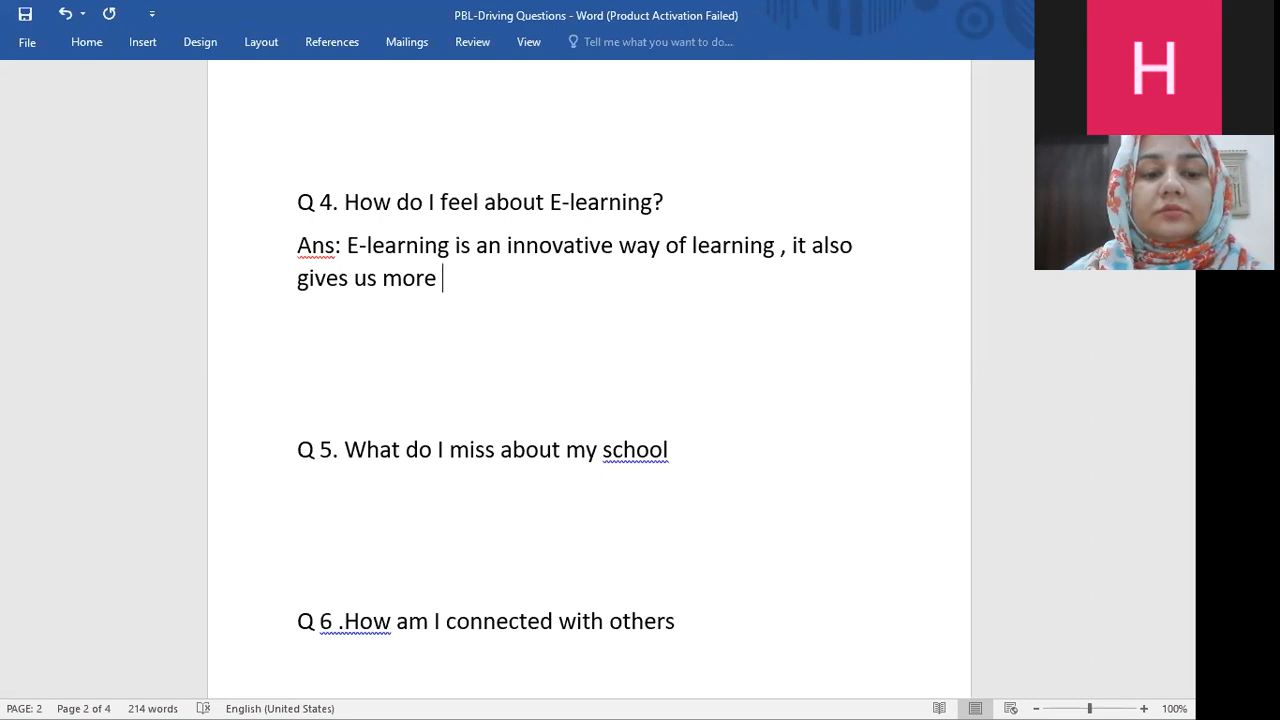 PBL-Driving Questions - Word (Product Activation Failed)
File Home Insert Design Layout References Mailings Review View Tell me what you want to do...
H
Q 4. How do I feel about E-learning?
Ans: E-learning is an innovative way of learning , it also
gives us more
Q 5. What do I miss about my school
Q 6 .How am I connected with others
PAGE: 2 Page 2 of 4 214 words English (United States) 100%